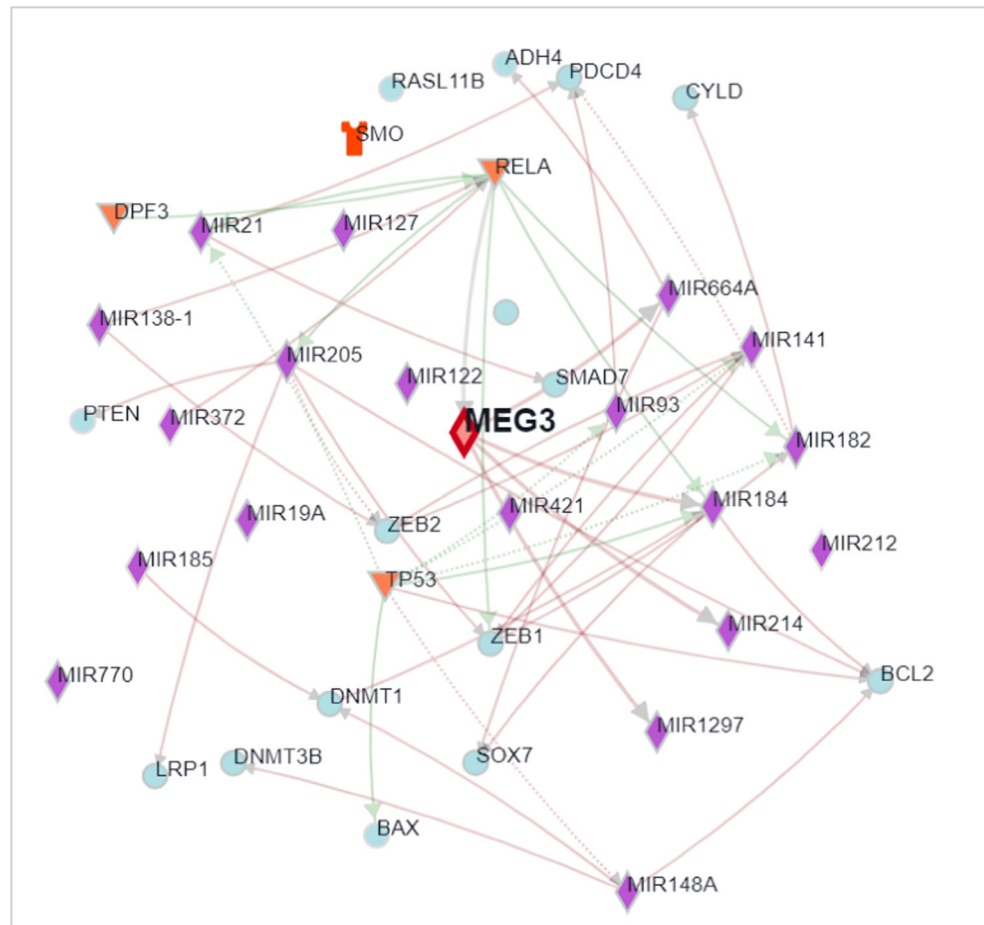 ADH4
PDCD4
RASL11B
CYLD
SMO
RELA
DPF3
MIR21
MIR127
MIR664A
MIR138-1
MIR141
MIR205
MIR122
SMAD7
MIR93
PTEN
MIR372
MEG3
MIR182
MIR184
MIR421
MIR19A
ZEB2
MIR212
MIR185
TP53
MIR214
ZEB1
MIR770
BCL2
DNMT1
MIR1297
DNMT3B
SOX7
LRP1
BAX
MIR148A